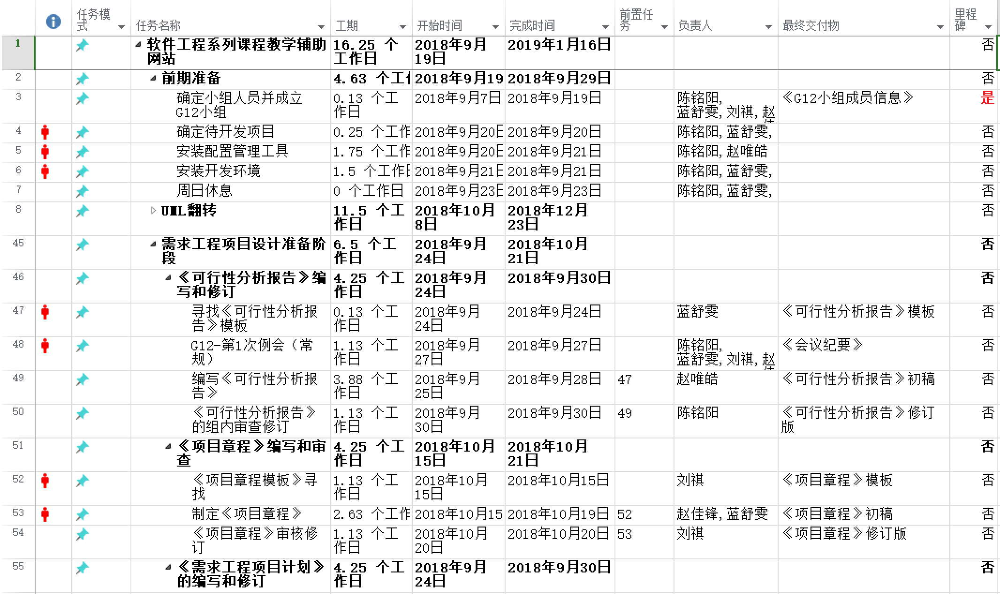 任务模式 任务名称 工期 开始时间 完成时间 前置任务 负责人 最终交付物 里程碑
1 软件工程系列课程教学辅助网站 16.25 个工作日 2018年9月19日 2019年1月16日 否
2 前期准备 4.63 个工 2018年9月19 2018年9月29日 否
3 确定小组人员并成立G12小组 0.13 个工作日 2018年9月7日 2018年9月19日 陈铭阳,蓝舒雯,刘祺,赵 《G12小组成员信息》 是
4 确定待开发项目 0.25 个工作 2018年9月20日 2018年9月20日 陈铭阳,蓝舒雯, 否
5 安装配置管理工具 1.75 个工作 2018年9月20日 2018年9月21日 陈铭阳,赵唯皓 否
6 安装开发环境 1.5 个工作日 2018年9月21日 2018年9月21日 陈铭阳,蓝舒雯, 否
7 周日休息 0 个工作日 2018年9月23日 2018年9月23日 陈铭阳,蓝舒雯, 否
8 UML翻转 11.5 个工作日 2018年10月8日 2018年12月23日 否
45 需求工程项目设计准备阶段 6.5 个工作日 2018年9月24日 2018年10月21日 否
46 《可行性分析报告》编写和修订 4.25 个工作日 2018年9月24日 2018年9月30日 否
47 寻找《可行性分析报告》模板 0.13 个工作日 2018年9月24日 2018年9月24日 蓝舒雯 《可行性分析报告》模板 否
48 G12-第1次例会（常规） 1.13 个工作日 2018年9月27日 2018年9月27日 陈铭阳,蓝舒雯,刘祺,赵 《会议纪要》 否
49 编写《可行性分析报告》 3.88 个工作日 2018年9月25日 2018年9月28日 47 赵唯皓 《可行性分析报告》初稿 否
50 《可行性分析报告》的组内审查修订 1.13 个工作日 2018年9月30日 2018年9月30日 49 陈铭阳 《可行性分析报告》修订版 否
51 《项目章程》编写和审查 4.25 个工作日 2018年10月15日 2018年10月21日 否
52 《项目章程模板》寻找 1.13 个工作日 2018年10月15日 2018年10月15日 刘祺 《项目章程》模板 否
53 制定《项目章程》 2.63 个工作 2018年10月15 2018年10月19日 52 赵佳锋,蓝舒雯 《项目章程》初稿 否
54 《项目章程》审核修订 1.13 个工作日 2018年10月20日 2018年10月20日 53 刘祺 《项目章程》修订版 否
55 《需求工程项目计划》的编写和修订 4.25 个工作日 2018年9月24日 2018年9月30日 否